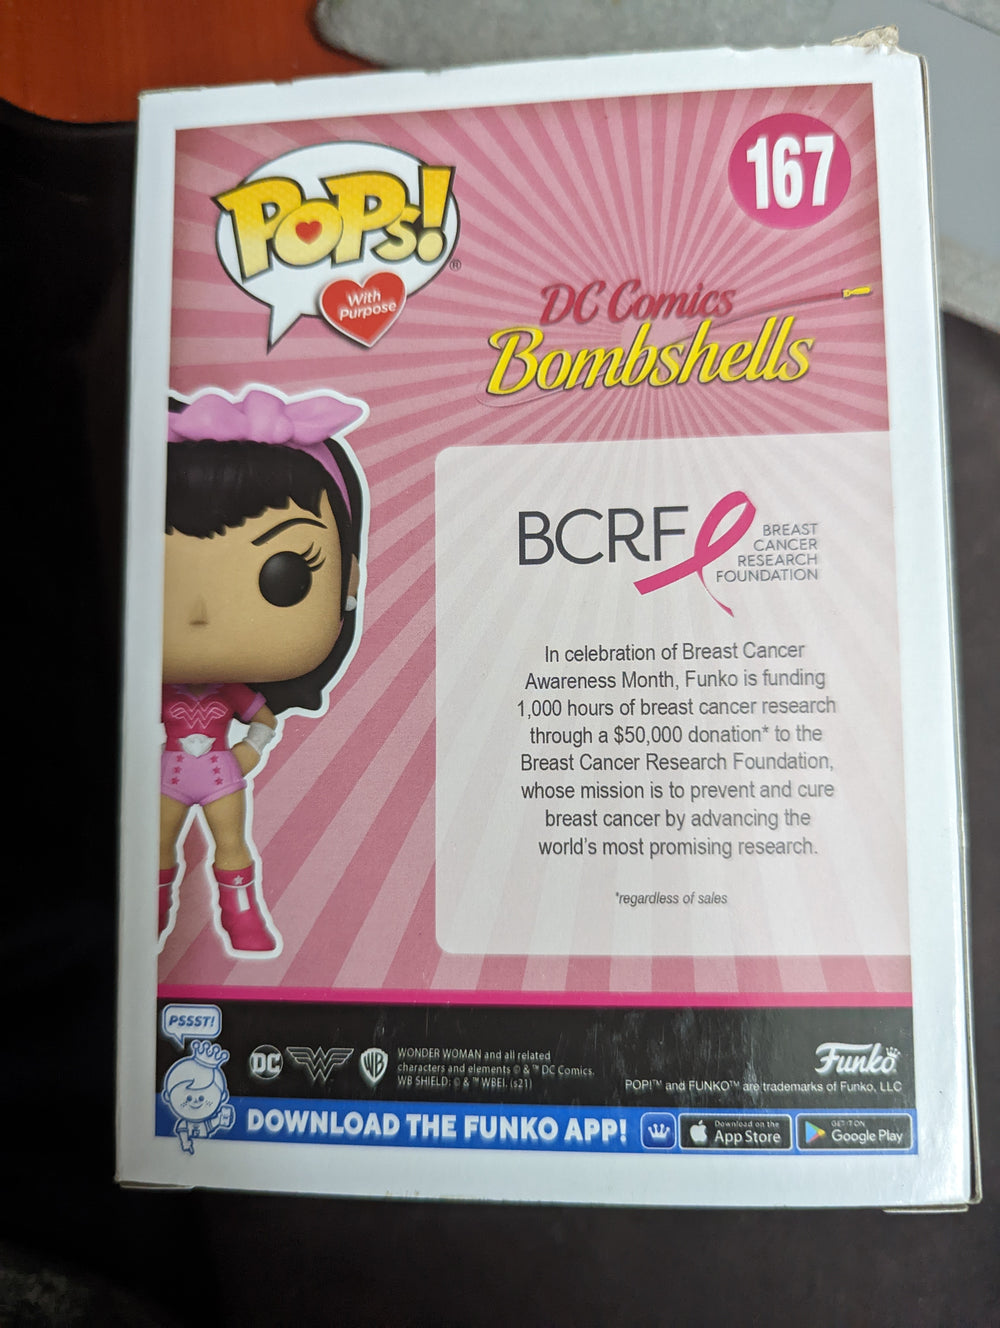 POPs!®
With
Purpose
167
DC Comics
Bombshells
BCRF
BREAST
CANCER
RESEARCH
FOUNDATION
In celebration of Breast Cancer
Awareness Month, Funko is funding
1,000 hours of breast cancer research
through a $50,000 donation* to the
Breast Cancer Research Foundation,
whose mission is to prevent and cure
breast cancer by advancing the
world's most promising research.
*regardless of sales
PSSST!
DC
WB
WONDER WOMAN and all related
characters and elements © & ™ DC Comics.
WB SHIELD: © & ™ WBEI. (s21)
Funko
POP!™ and FUNKO™ are trademarks of Funko, LLC
DOWNLOAD THE FUNKO APP!
Download on the
App Store
GET IT ON
Google Play